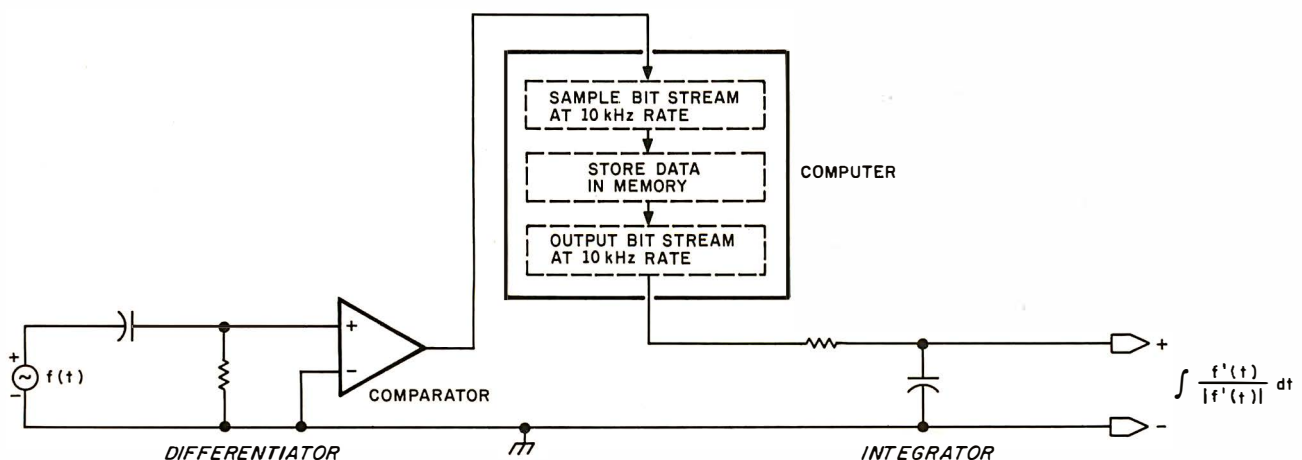 SAMPLE BIT STREAM
AT 10 kHz RATE
STORE DATA
IN MEMORY
COMPUTER
OUTPUT BIT STREAM
AT 10 kHz RATE
+
-
COMPARATOR
+
f(t)
-
+
∫ f'(t) / |f'(t)| dt
-
DIFFERENTIATOR
INTEGRATOR